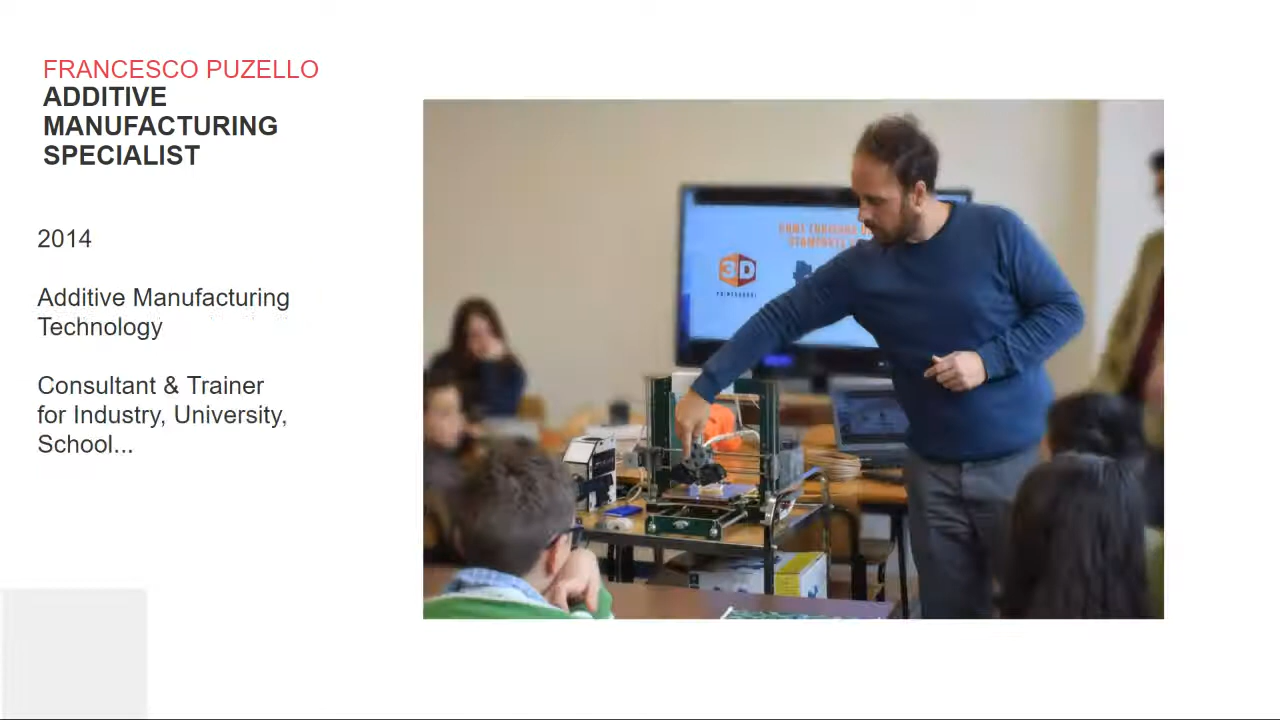 FRANCESCO PUZELLO
ADDITIVE
MANUFACTURING
SPECIALIST
2014
Additive Manufacturing
Technology
Consultant & Trainer
for Industry, University,
School...
3D